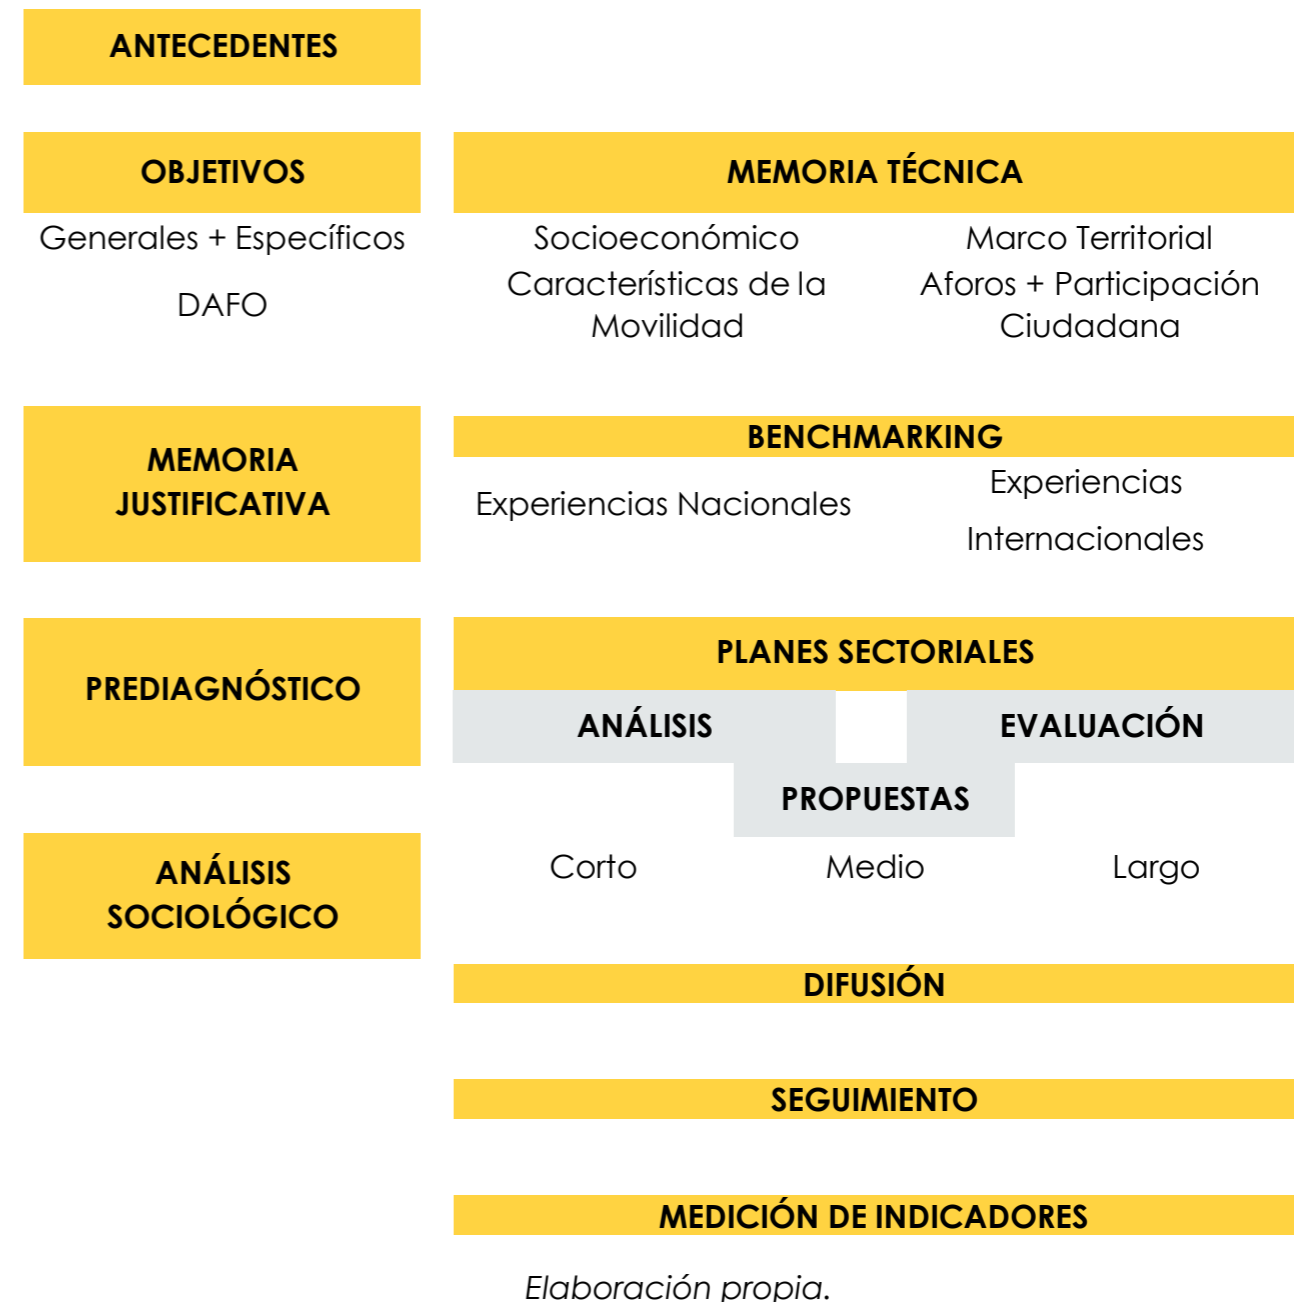 ANTECEDENTES
OBJETIVOS
Generales + Específicos
DAFO
MEMORIA TÉCNICA
Socioeconómico
Marco Territorial
Características de la
Movilidad
Aforos + Participación
Ciudadana
MEMORIA
JUSTIFICATIVA
BENCHMARKING
Experiencias Nacionales
Experiencias
Internacionales
PREDIAGNÓSTICO
PLANES SECTORIALES
ANÁLISIS
EVALUACIÓN
PROPUESTAS
Corto
Medio
Largo
ANÁLISIS
SOCIOLÓGICO
DIFUSIÓN
SEGUIMIENTO
MEDICIÓN DE INDICADORES
Elaboración propia.